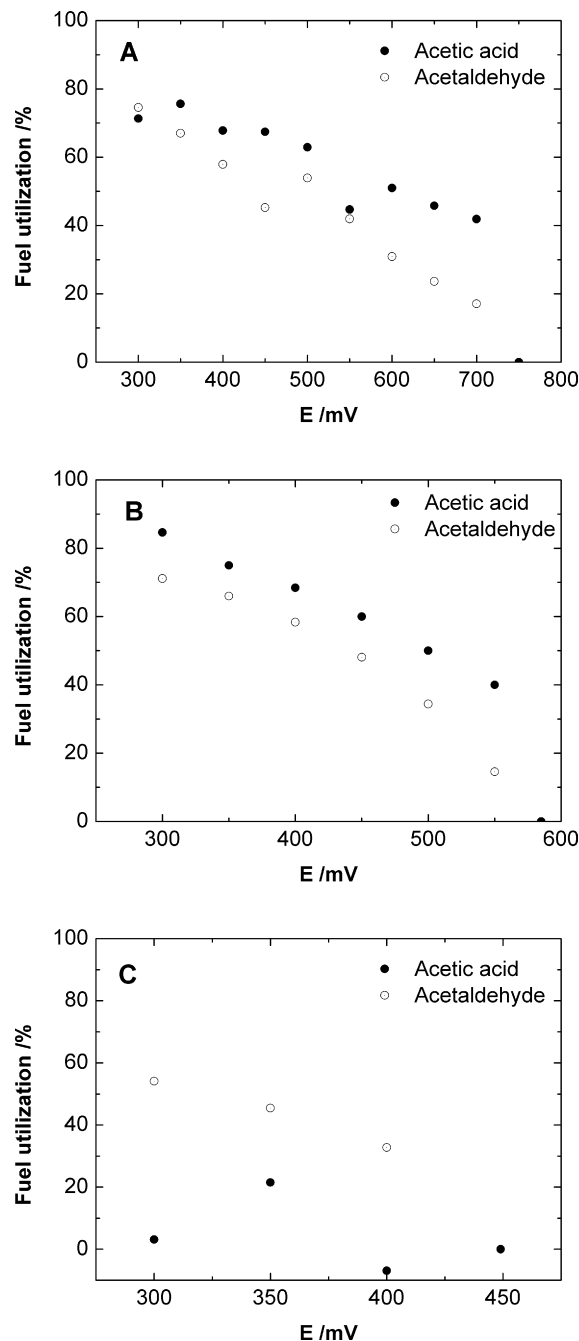 A
Acetic acid
Acetaldehyde
100
80
60
40
20
0
Fuel utilization /%
300 400 500 600 700 800
E /mV
B
Acetic acid
Acetaldehyde
100
80
60
40
20
0
Fuel utilization /%
300 400 500 600
E /mV
C
Acetic acid
Acetaldehyde
100
80
60
40
20
0
Fuel utilization /%
300 350 400 450
E /mV